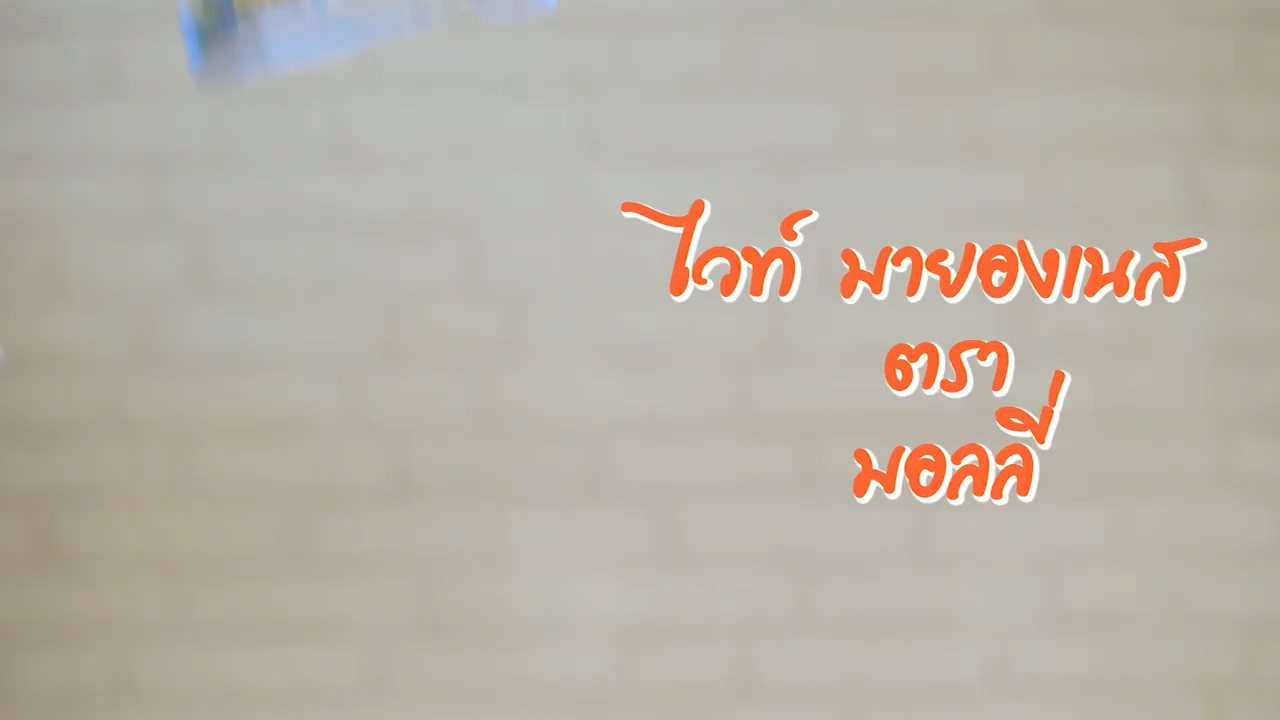 ไวท์ มายองเนส
ตรา
มอลลี่